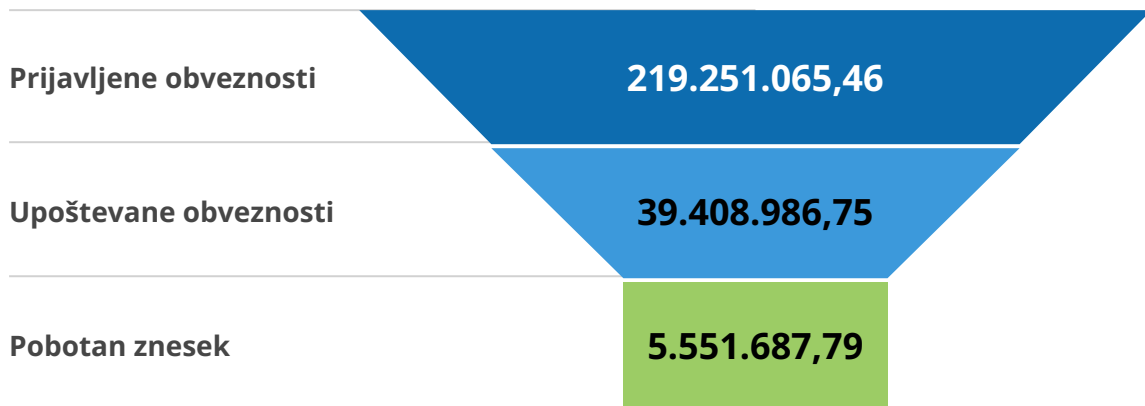 Prijavljene obveznosti 219.251.065,46
Upoštevane obveznosti 39.408.986,75
Pobotan znesek 5.551.687,79